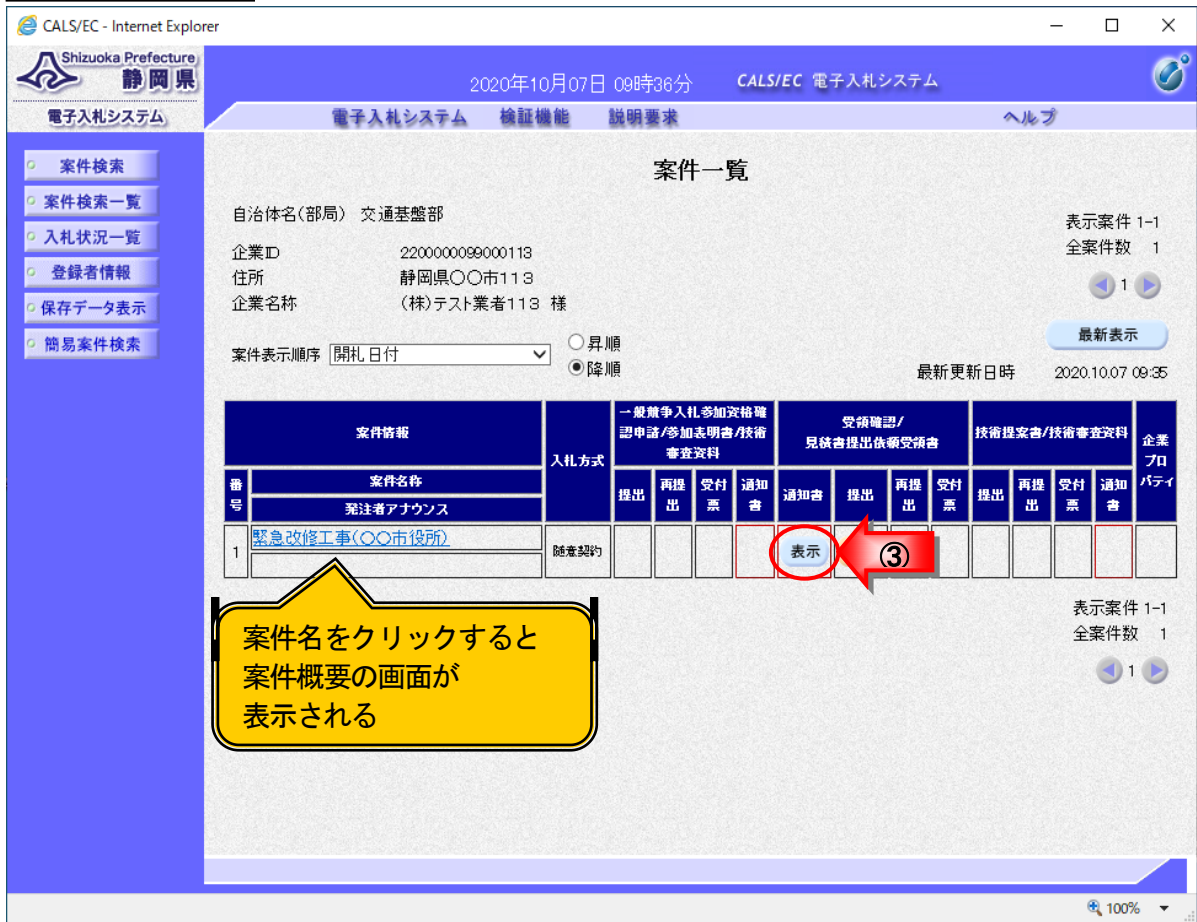 CALS/EC - Internet Explorer
Shizuoka Prefecture
静岡県
2020年10月07日 09時36分 CALS/EC 電子入札システム
電子入札システム
電子入札システム 検証機能 説明要求 ヘルプ
案件検索
案件検索一覧
入札状況一覧
登録者情報
保存データ表示
簡易案件検索
案件一覧
自治体名(部局) 交通基盤部
表示案件 1-1
全案件数 1
1
企業ID 2200000099000113
住所 静岡県〇〇市113
企業名称 (株)テスト業者113 様
最新表示
案件表示順序 開札日付
昇順
降順
最新更新日時 2020.10.07 09:35
案件情報
入札方式
一般競争入札参加資格確
認申請/参加表明書/技術
審査資料
受領確認/
見積書提出依頼受領書
技術提案書/技術審査資料
企業
プロ
パティ
番
号
案件名称
発注者アナウンス
提出
再提
出
受付
票
通知
書
通知書
提出
再提
出
受付
票
提出
再提
出
受付
票
通知
書
1 緊急改修工事(〇〇市役所) 随意契約 表示 ③
案件名をクリックすると
案件概要の画面が
表示される
表示案件 1-1
全案件数 1
1
100%